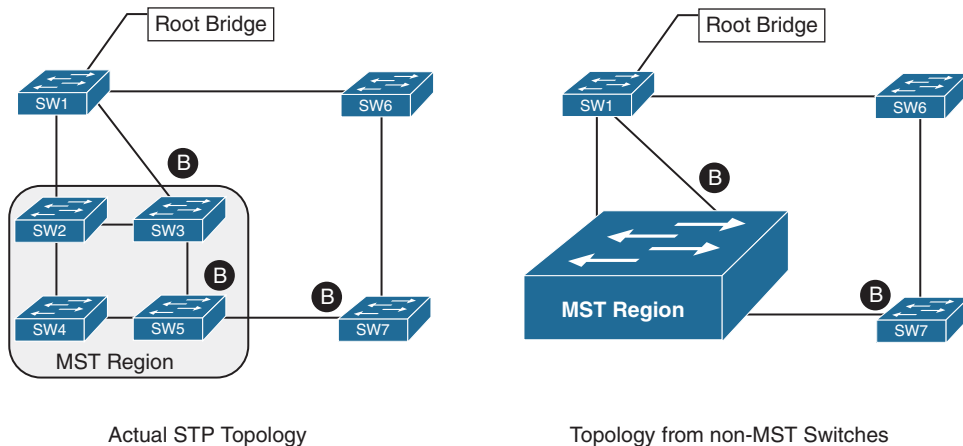 Root Bridge
SW1
SW6
B
SW2
SW3
B
B
SW4
SW5
SW7
MST Region
Actual STP Topology
Root Bridge
SW1
SW6
B
MST Region
B
SW7
Topology from non-MST Switches